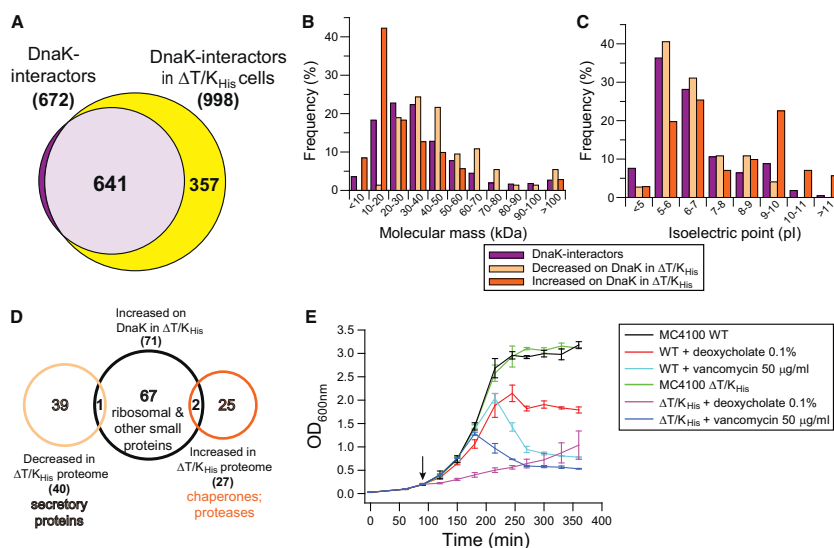 A
DnaK-
interactors
(672)
DnaK-interactors
in ΔT/KHis cells
(998)
641
357
B
Frequency (%)
50
40
30
20
10
0
<10
10-20
20-30
30-40
40-50
50-60
60-70
70-80
80-90
90-100
>100
Molecular mass (kDa)
C
Frequency (%)
40
30
20
10
0
<5
5-6
6-7
7-8
8-9
9-10
10-11
>11
Isoelectric point (pI)
DnaK-interactors
Decreased on DnaK in ΔT/KHis
Increased on DnaK in ΔT/KHis
D
Increased on
DnaK in ΔT/KHis
(71)
39
1
67
ribosomal &
other small
proteins
2
25
Decreased in
ΔT/KHis proteome
(40)
secretory
proteins
Increased in
ΔT/KHis proteome
(27)
chaperones;
proteases
E
OD600nm
3.5
3.0
2.5
2.0
1.5
1.0
0.5
0.0
0 50 100 150 200 250 300 350 400
Time (min)
MC4100 WT
WT + deoxycholate 0.1%
WT + vancomycin 50 μg/ml
MC4100 ΔT/KHis
ΔT/KHis + deoxycholate 0.1%
ΔT/KHis + vancomycin 50 μg/ml